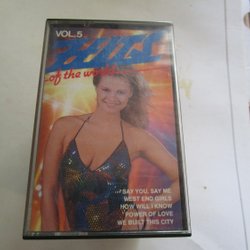 VOL.5
HITS
of the world
SAY YOU, SAY ME
WEST END GIRLS
HOW WILL I KNOW
POWER OF LOVE
WE BUILT THIS CITY